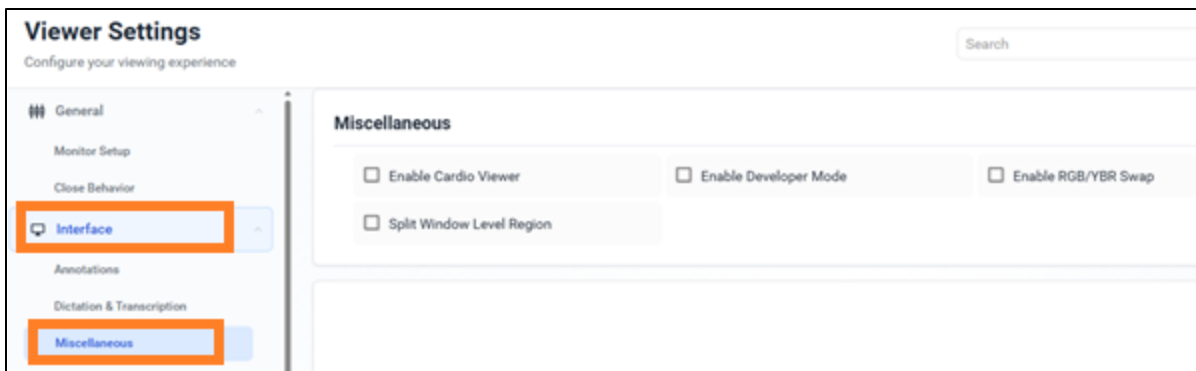 Viewer Settings
Configure your viewing experience
Search
General
Monitor Setup
Close Behavior
Interface
Annotations
Dictation & Transcription
Miscellaneous
Miscellaneous
Enable Cardio Viewer
Enable Developer Mode
Enable RGB/YBR Swap
Split Window Level Region